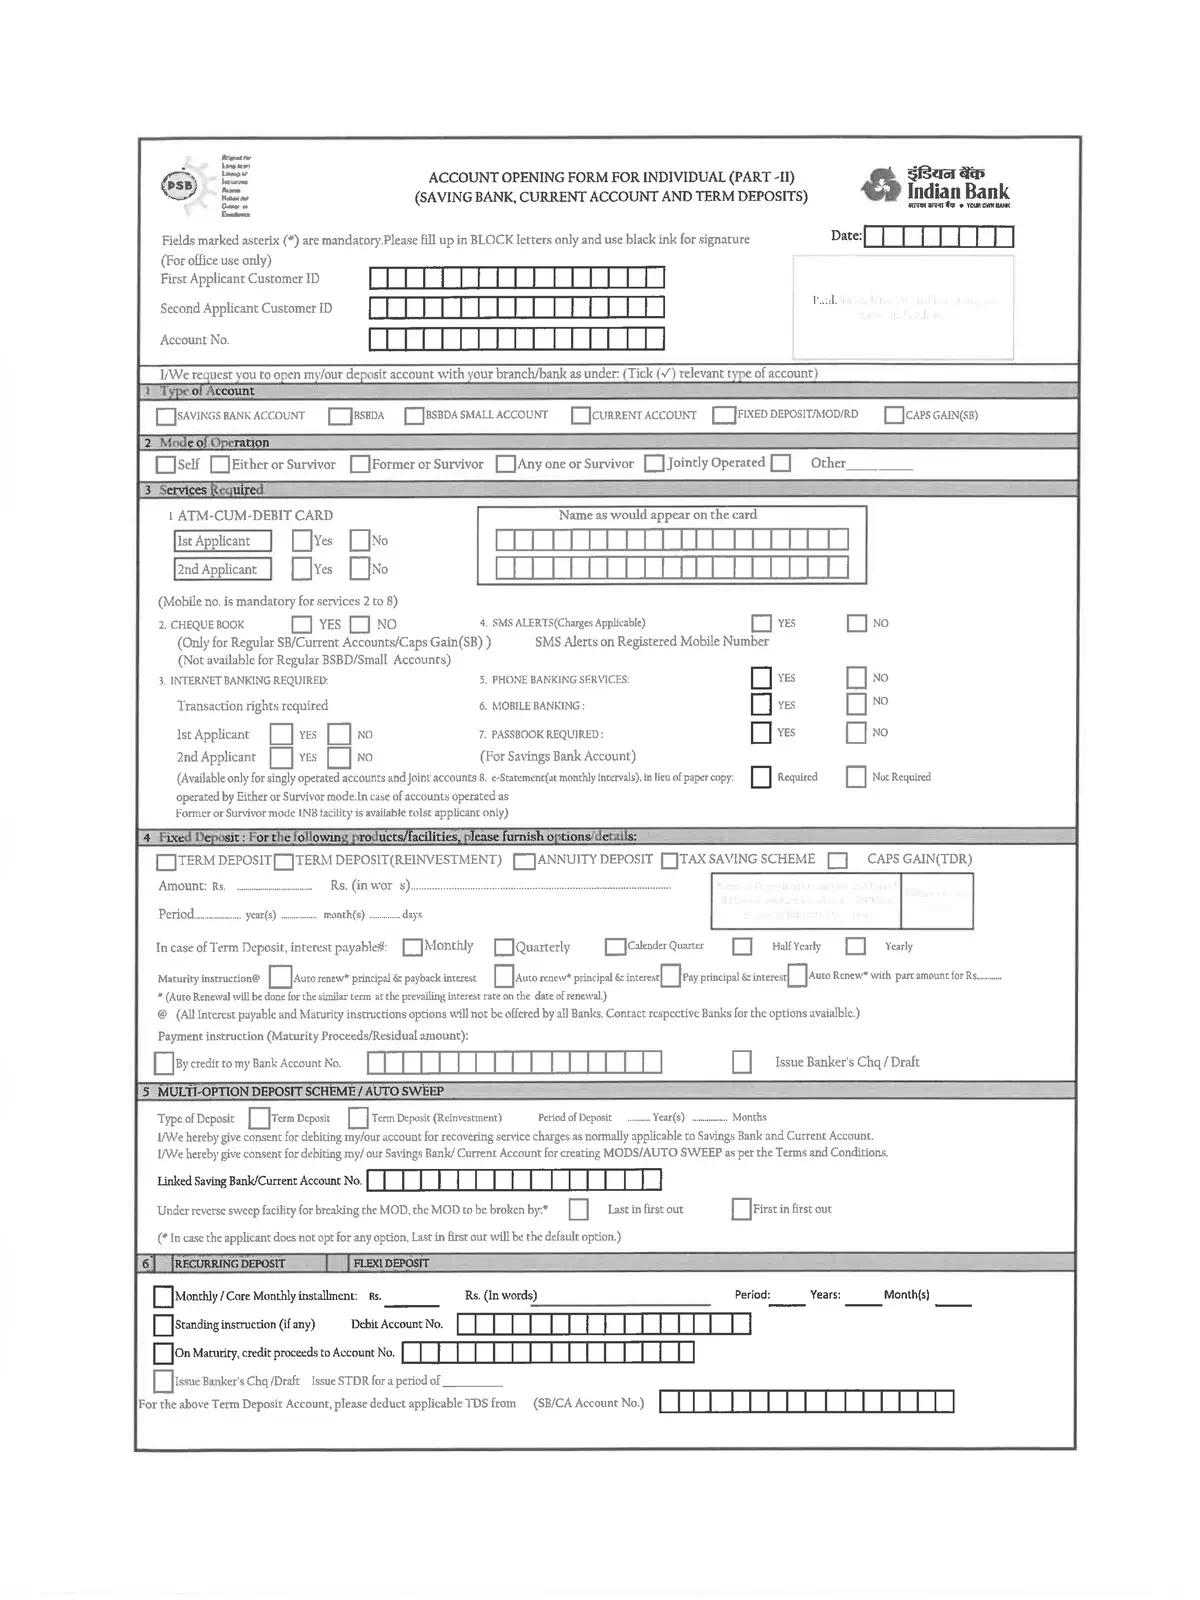 PSB
ACCOUNT OPENING FORM FOR INDIVIDUAL (PART -II)
(SAVING BANK, CURRENT ACCOUNT AND TERM DEPOSITS)
इंडियन बैंक
Indian Bank
आपका अपना बैंक ♦ YOUR OWN BANK
Fields marked asterix (*) are mandatory.Please fill up in BLOCK letters only and use black ink for signature
Date:
(For office use only)
First Applicant Customer ID
Second Applicant Customer ID
Account No.
I/We request you to open my/our deposit account with your branch/bank as under: (Tick (✓) relevant type of account)
1 Type of Account
SAVINGS BANK ACCOUNT BSBDA BSBDA SMALL ACCOUNT CURRENT ACCOUNT FIXED DEPOSIT/MOD/RD CAPS GAIN(SB)
2 Mode of Operation
Self Either or Survivor Former or Survivor Any one or Survivor Jointly Operated Other_________
3 Services Required
1 ATM-CUM-DEBIT CARD Name as would appear on the card
1st Applicant Yes No
2nd Applicant Yes No
(Mobile no. is mandatory for services 2 to 8)
2. CHEQUE BOOK YES NO 4. SMS ALERTS(Charges Applicable) YES NO
(Only for Regular SB/Current Accounts/Caps Gain(SB) ) SMS Alerts on Registered Mobile Number
(Not available for Regular BSBD/Small Accounts)
3. INTERNET BANKING REQUIRED: 5. PHONE BANKING SERVICES: YES NO
Transaction rights required 6. MOBILE BANKING : YES NO
1st Applicant YES NO 7. PASSBOOK REQUIRED : YES NO
2nd Applicant YES NO (For Savings Bank Account)
(Available only for singly operated accounts and joint accounts 8. e-Statement(at monthly intervals), in lieu of paper copy: Required Not Required
operated by Either or Survivor mode.In case of accounts operated as
Former or Survivor mode INB facility is available to1st applicant only)
4 Fixed Deposit : For the following products/facilities, please furnish options/details:
TERM DEPOSIT TERM DEPOSIT(REINVESTMENT) ANNUITY DEPOSIT TAX SAVING SCHEME CAPS GAIN(TDR)
Amount: Rs. .................... Rs. (in wor s)....................
Period.................... year(s) ............... month(s) ............ days
In case of Term Deposit, interest payable#: Monthly Quarterly Calender Quarter Half Yearly Yearly
Maturity instruction@ Auto renew* principal & payback interest Auto renew* principal & interest Pay principal & interest Auto Renew* with part amount for Rs...........
* (Auto Renewal will be done for the similar term at the prevailing interest rate on the date of renewal.)
@ (All Interest payable and Maturity instructions options will not be offered by all Banks. Contact respective Banks for the options avaialble.)
Payment instruction (Maturity Proceeds/Residual amount):
By credit to my Bank Account No. Issue Banker's Chq / Draft
5 MULTI-OPTION DEPOSIT SCHEME / AUTO SWEEP
Type of Deposit Term Deposit Term Deposit (Reinvestment) Period of Deposit ......... Year(s) ............... Months
I/We hereby give consent for debiting my/our account for recovering service charges as normally applicable to Savings Bank and Current Account.
I/We hereby give consent for debiting my/ our Savings Bank/ Current Account for creating MODS/AUTO SWEEP as per the Terms and Conditions.
Linked Saving Bank/Current Account No.
Under reverse sweep facility for breaking the MOD, the MOD to be broken by:* Last in first out First in first out
(* In case the applicant does not opt for any option, Last in first out will be the default option.)
6 RECURRING DEPOSIT FLEXI DEPOSIT
Monthly / Core Monthly installment: Rs. ________ Rs. (In words)__________________________ Period: _____ Years: _____ Month(s) _____
Standing instruction (if any) Debit Account No.
On Maturity, credit proceeds to Account No.
Issue Banker's Chq /Draft Issue STDR for a period of _________
For the above Term Deposit Account, please deduct applicable TDS from (SB/CA Account No.)